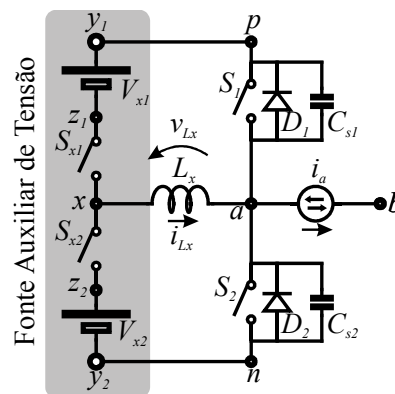 Fonte Auxiliar de Tensão
y1
p
Vx1
S1
D1
Cs1
z1
Sx1
vLx
Lx
ia
x
a
b
iLx
Sx2
z2
S2
D2
Cs2
Vx2
y2
n